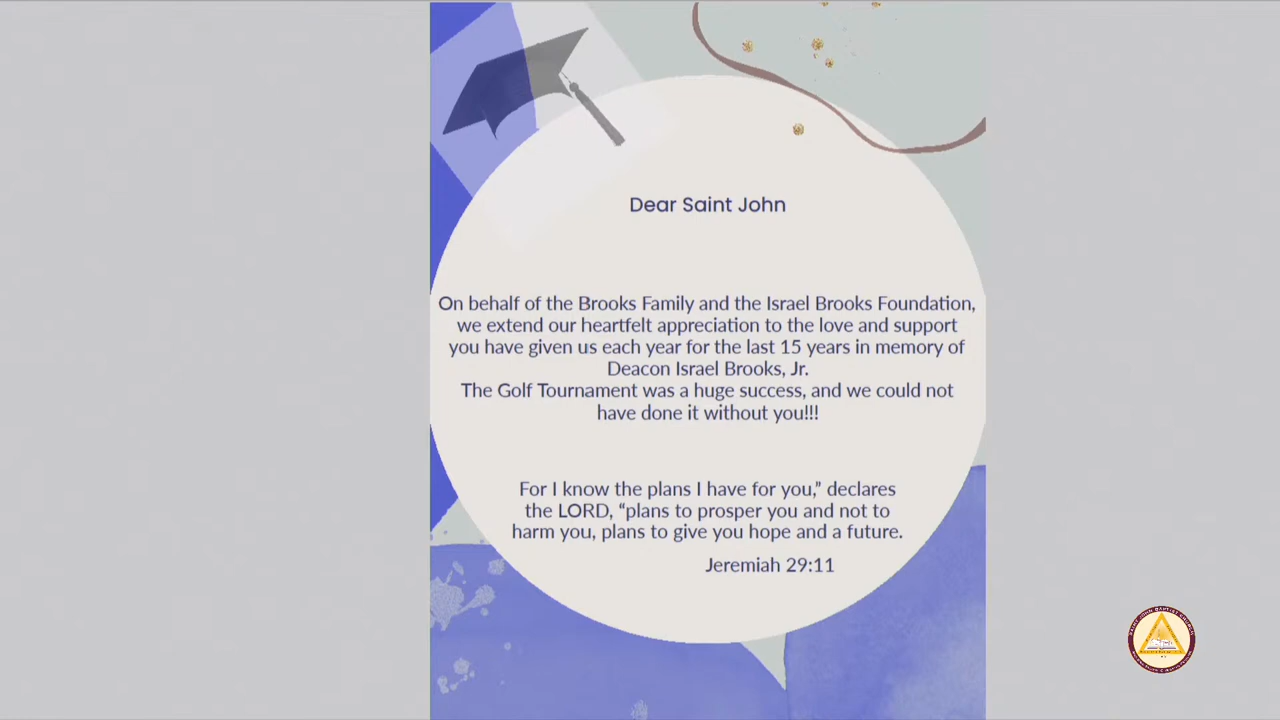 Dear Saint John
On behalf of the Brooks Family and the Israel Brooks Foundation,
we extend our heartfelt appreciation to the love and support
you have given us each year for the last 15 years in memory of
Deacon Israel Brooks, Jr.
The Golf Tournament was a huge success, and we could not
have done it without you!!!
For I know the plans I have for you,” declares
the LORD, “plans to prosper you and not to
harm you, plans to give you hope and a future.
Jeremiah 29:11
SAINT JOHN BAPTIST CHURCH